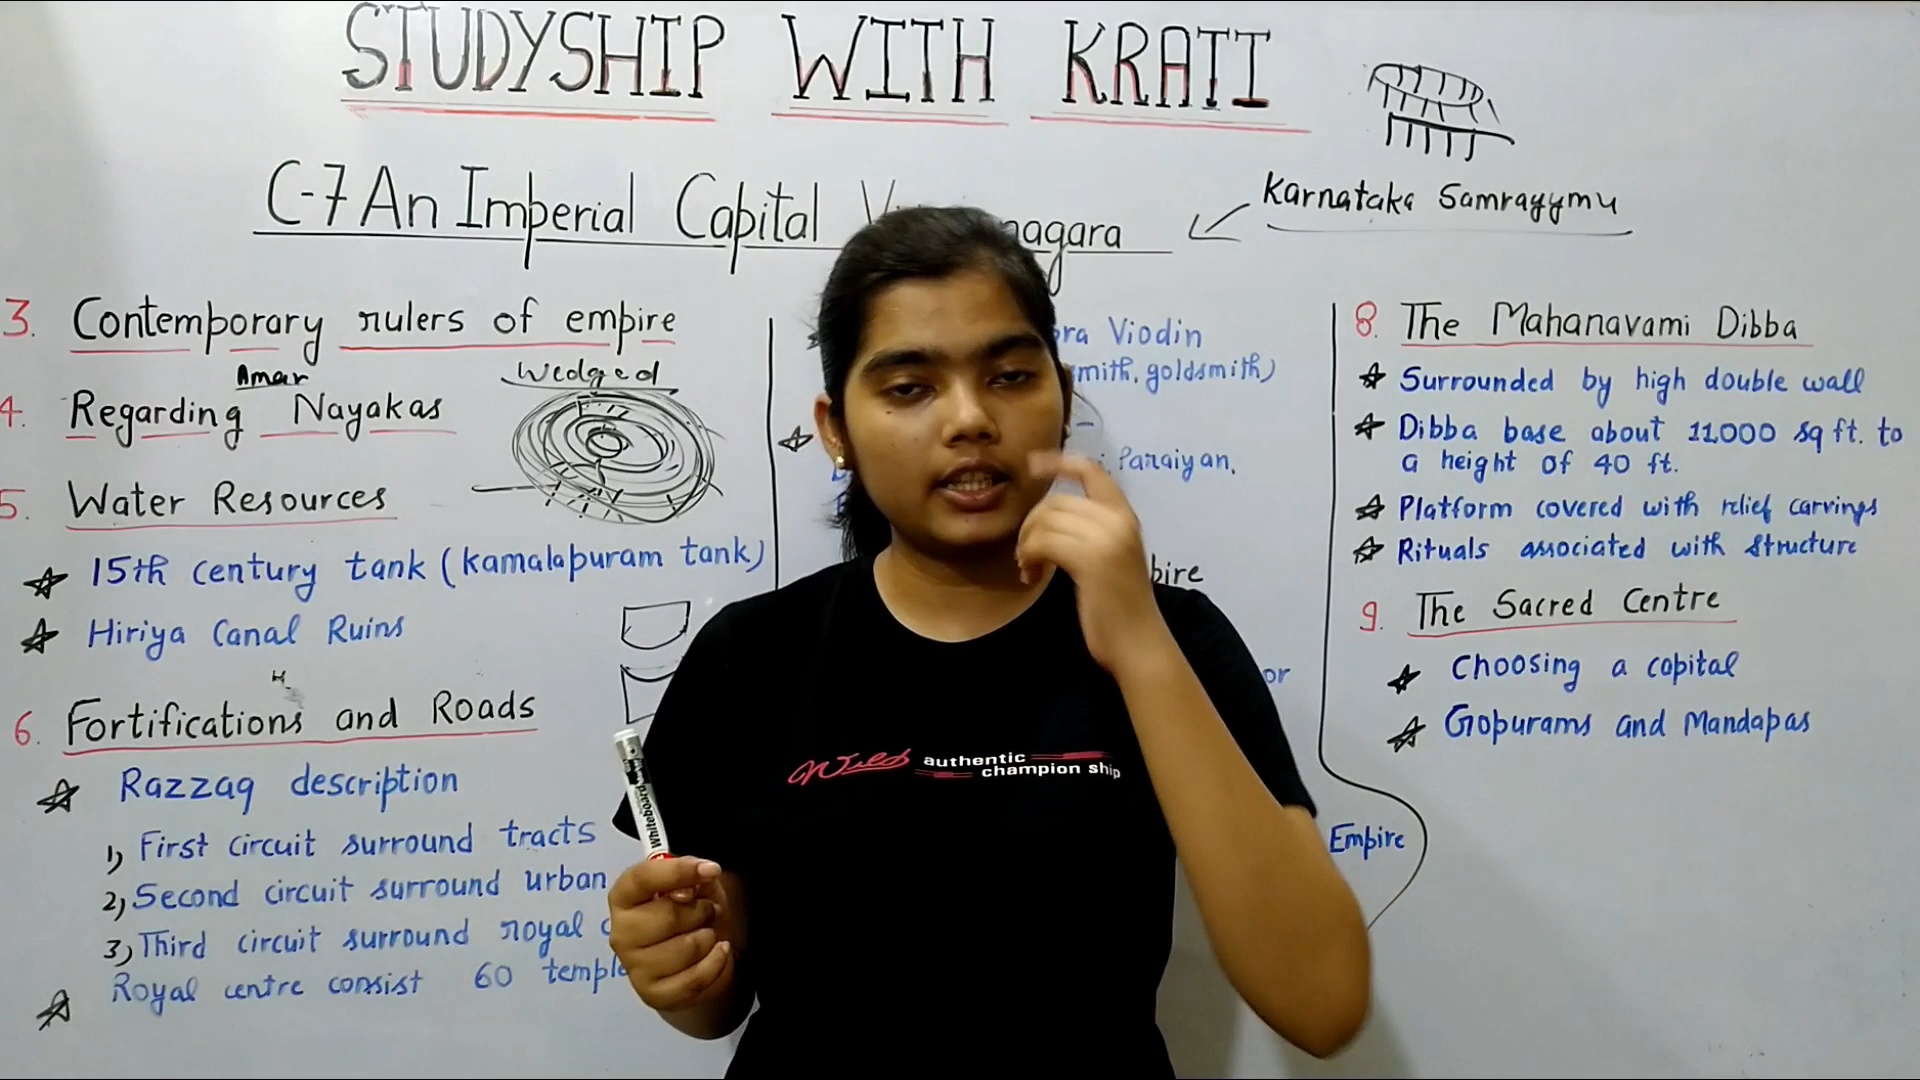 STUDYSHIP WITH KRATI
C-7 An Imperial Capital
nagara
Karnataka Samrayymu
3. Contemporary rulers of empire
Amar
4. Regarding Nayakas
Wedged
5. Water Resources
15th century tank (kamalapuram tank)
Hiriya Canal Ruins
6. Fortifications and Roads
Razzaq description
1) First circuit surround tracts
2) Second circuit surround urban
3) Third circuit surround royal
Royal centre consist 60 temple
Viodin
smith, goldsmith)
Paraiyan.
or
8. The Mahanavami Dibba
Surrounded by high double wall
Dibba base about 11000 sq ft. to
a height of 40 ft.
Platform covered with relief carvings
Rituals associated with structure
9. The Sacred Centre
Choosing a capital
Gopurams and Mandapas
Empire
Wild authentic
champion ship
Whiteboard